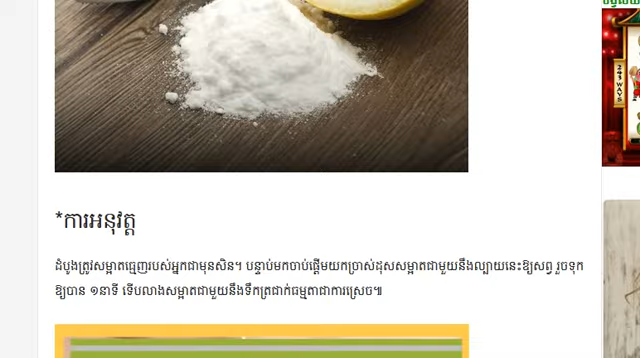 *ការអនុវត្ត
ដំបូងត្រូវសម្អាតធ្មេញរបស់អ្នកជាមុនសិន។ បន្ទាប់មកចាប់ផ្តើមយកច្រាស់ដុសសម្អាតជាមួយនឹងល្បាយនេះឱ្យសព្វ រួចទុក
ឱ្យបាន ១នាទី ទើបលាងសម្អាតជាមួយនឹងទឹកត្រជាក់ធម្មតាជាការស្រេច៕
243 WAYS